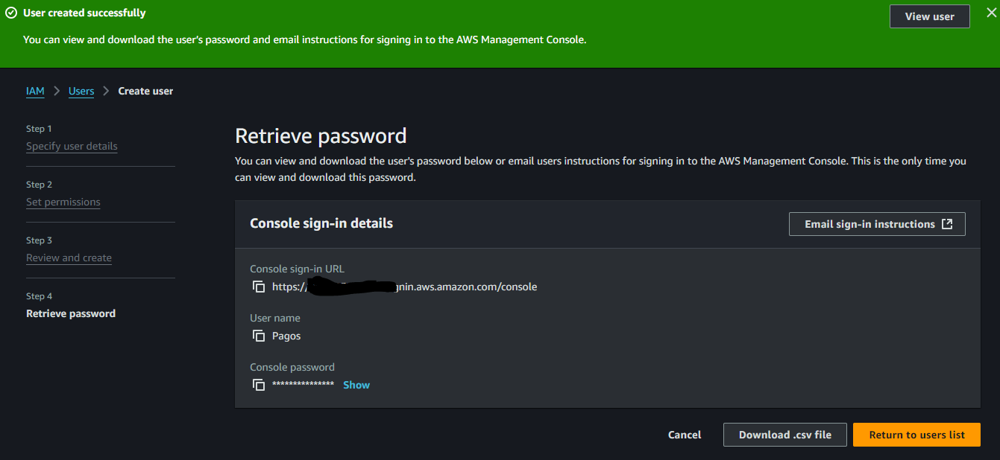 User created successfully
View user
You can view and download the user's password and email instructions for signing in to the AWS Management Console.
IAM > Users > Create user
Step 1
Specify user details
Step 2
Set permissions
Step 3
Review and create
Step 4
Retrieve password
Retrieve password
You can view and download the user's password below or email users instructions for signing in to the AWS Management Console. This is the only time you
can view and download this password.
Console sign-in details
Email sign-in instructions
Console sign-in URL
https:/ gnin.aws.amazon.com/console
User name
Pagos
Console password
*************** Show
Cancel
Download .csv file
Return to users list